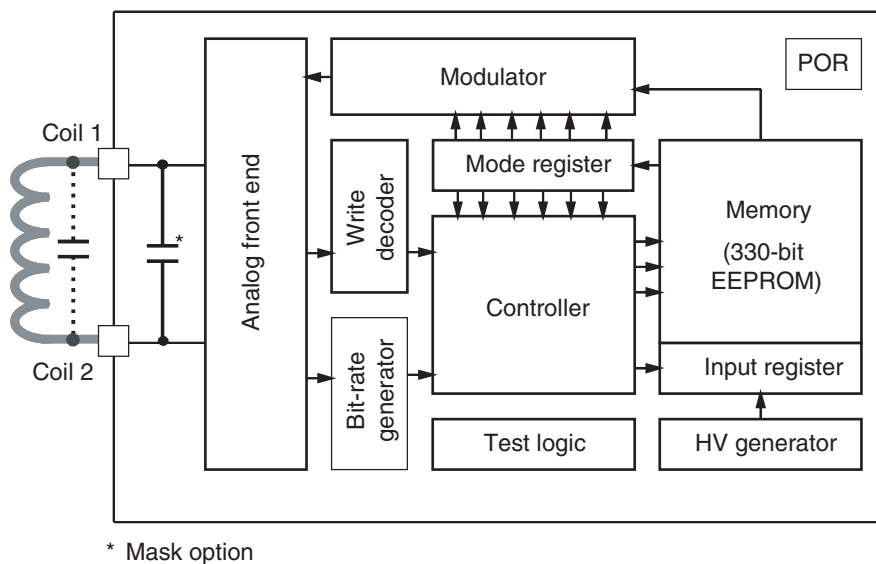 Modulator
POR
Coil 1
Mode register
Memory
(330-bit
EEPROM)
Write
decoder
*
Analog front end
Controller
Coil 2
Bit-rate
generator
Input register
Test logic
HV generator
* Mask option